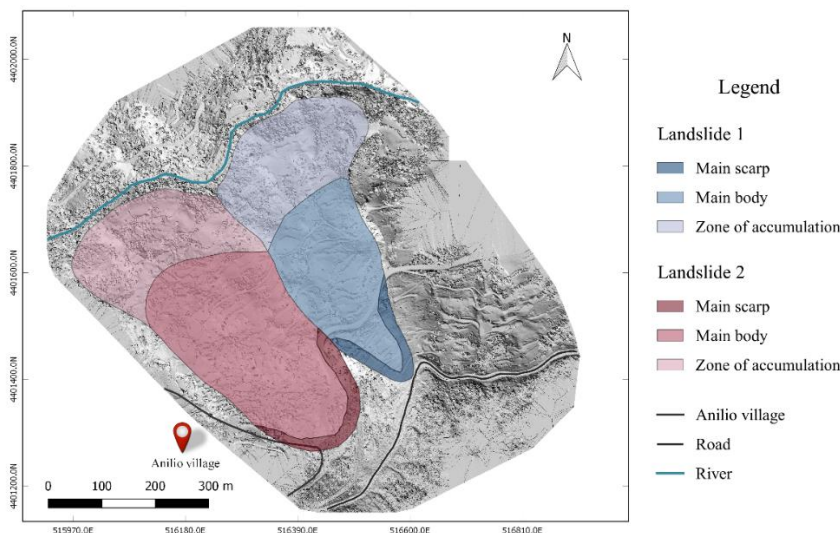 4402000.0N
4401800.0N
4401600.0N
4401400.0N
4401200.0N
N
Anilio village
0 100 200 300 m
515970.0E 516180.0E 516390.0E 516600.0E 516810.0E
Legend
Landslide 1
Main scarp
Main body
Zone of accumulation
Landslide 2
Main scarp
Main body
Zone of accumulation
Anilio village
Road
River